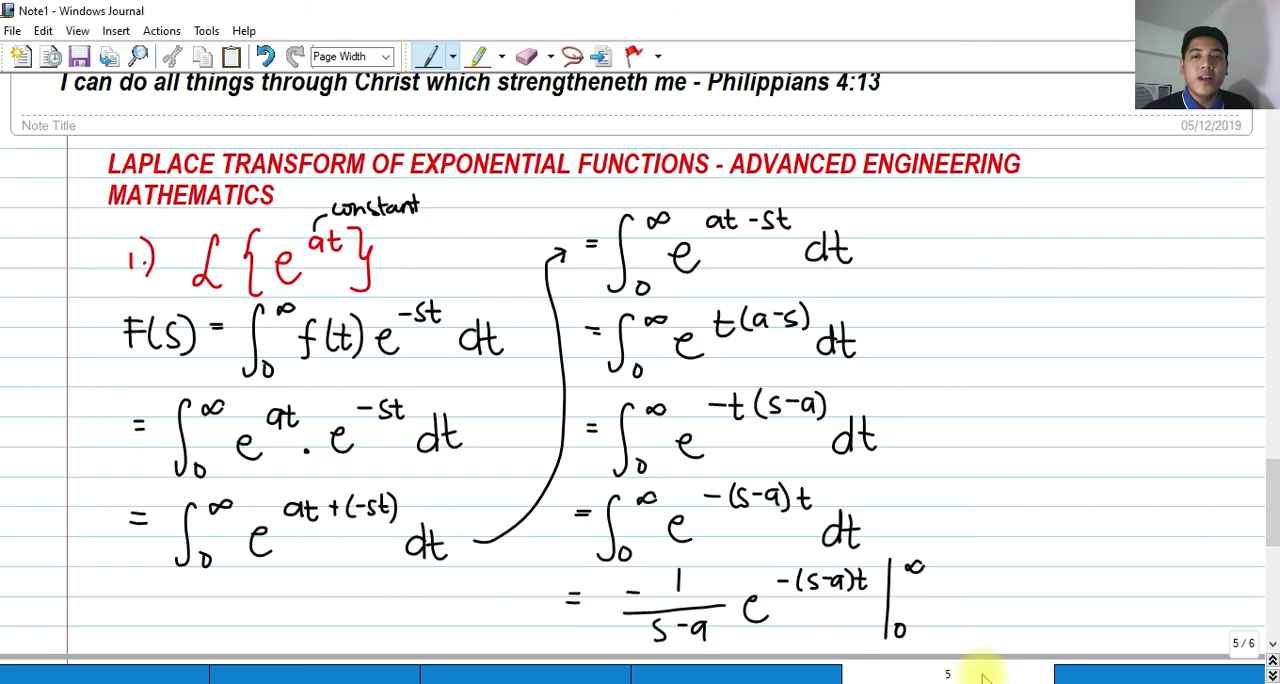 Note1 - Windows Journal
File Edit View Insert Actions Tools Help
Page Width
I can do all things through Christ which strengtheneth me - Philippians 4:13
Note Title
05/12/2019
LAPLACE TRANSFORM OF EXPONENTIAL FUNCTIONS - ADVANCED ENGINEERING
MATHEMATICS
constant
1.) ℒ{e^{at}}
F(s) = ∫_0^∞ f(t) e^{-st} dt
= ∫_0^∞ e^{at} · e^{-st} dt
= ∫_0^∞ e^{at+(-st)} dt
= ∫_0^∞ e^{at-st} dt
= ∫_0^∞ e^{t(a-s)} dt
= ∫_0^∞ e^{-t(s-a)} dt
= ∫_0^∞ e^{-(s-a)t} dt
= - 1/(s-a) e^{-(s-a)t} |_0^∞
5 / 6
5